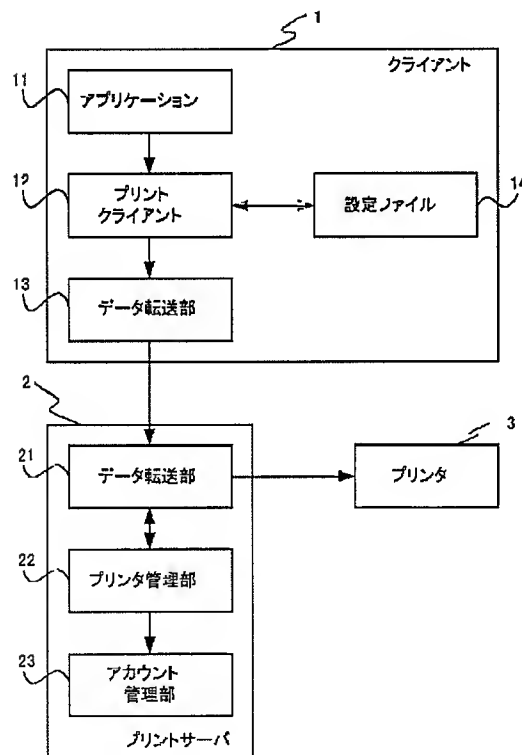 1
クライアント
11
アプリケーション
12
プリント
クライアント
設定ファイル
14
13
データ転送部
2
21
データ転送部
3
プリンタ
22
プリンタ管理部
23
アカウント
管理部
プリントサーバ